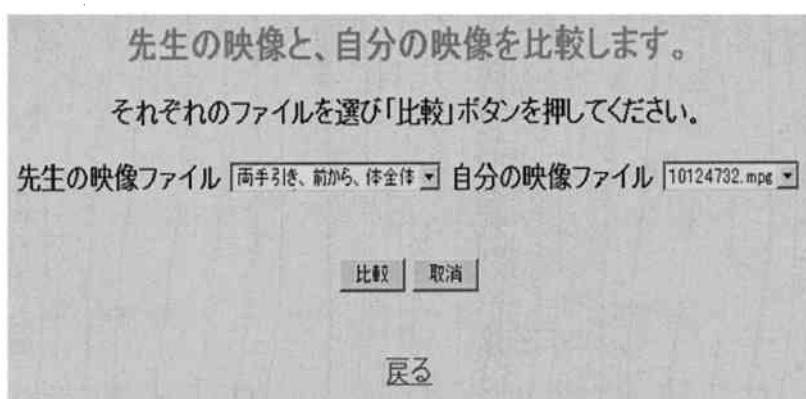 先生の映像と、自分の映像を比較します。
それぞれのファイルを選び「比較」ボタンを押してください。
先生の映像ファイル 両手引き、前から、体全体 自分の映像ファイル 10124732.mpg
比較 取消
戻る